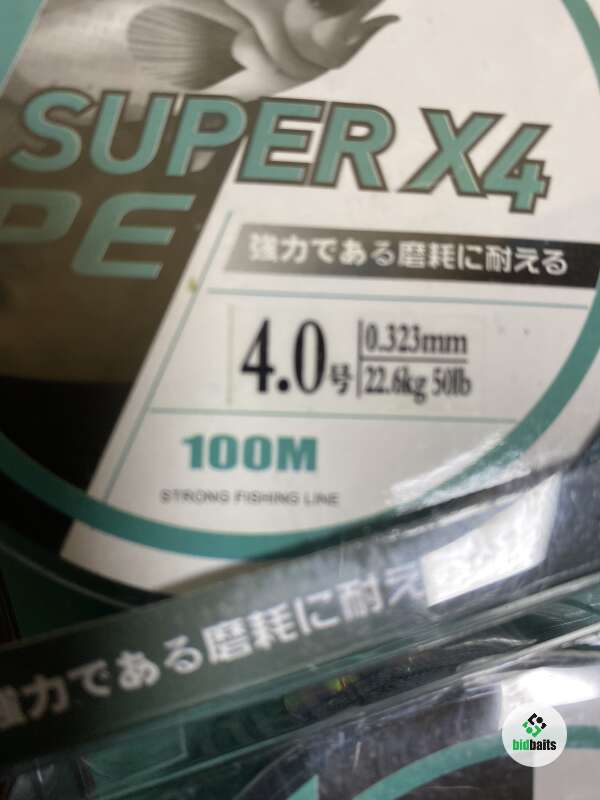 SUPER X4
PE
強力である磨耗に耐える
4.0号
0.323mm
22.6kg 50lb
100M
STRONG FISHING LINE
強力である磨耗に耐え
bidbaits